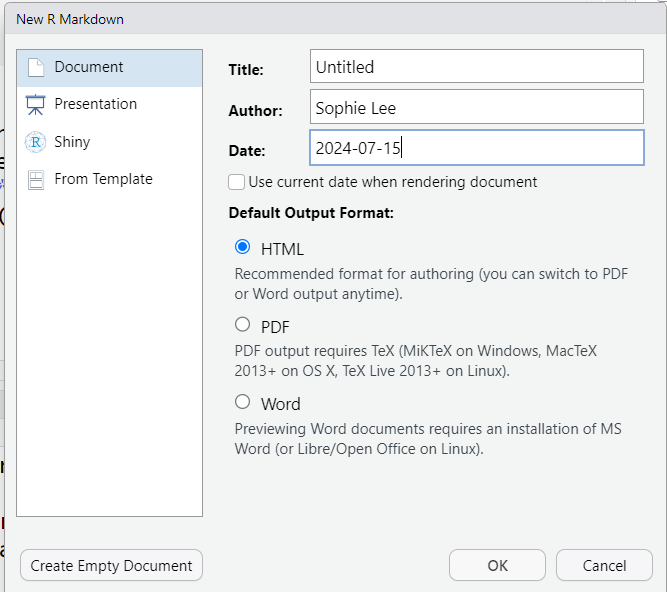 New R Markdown
Document
Presentation
Shiny
From Template
Title:
Untitled
Author:
Sophie Lee
Date:
2024-07-15
Use current date when rendering document
Default Output Format:
HTML
Recommended format for authoring (you can switch to PDF
or Word output anytime).
PDF
PDF output requires TeX (MiKTeX on Windows, MacTeX
2013+ on OS X, TeX Live 2013+ on Linux).
Word
Previewing Word documents requires an installation of MS
Word (or Libre/Open Office on Linux).
Create Empty Document
OK
Cancel